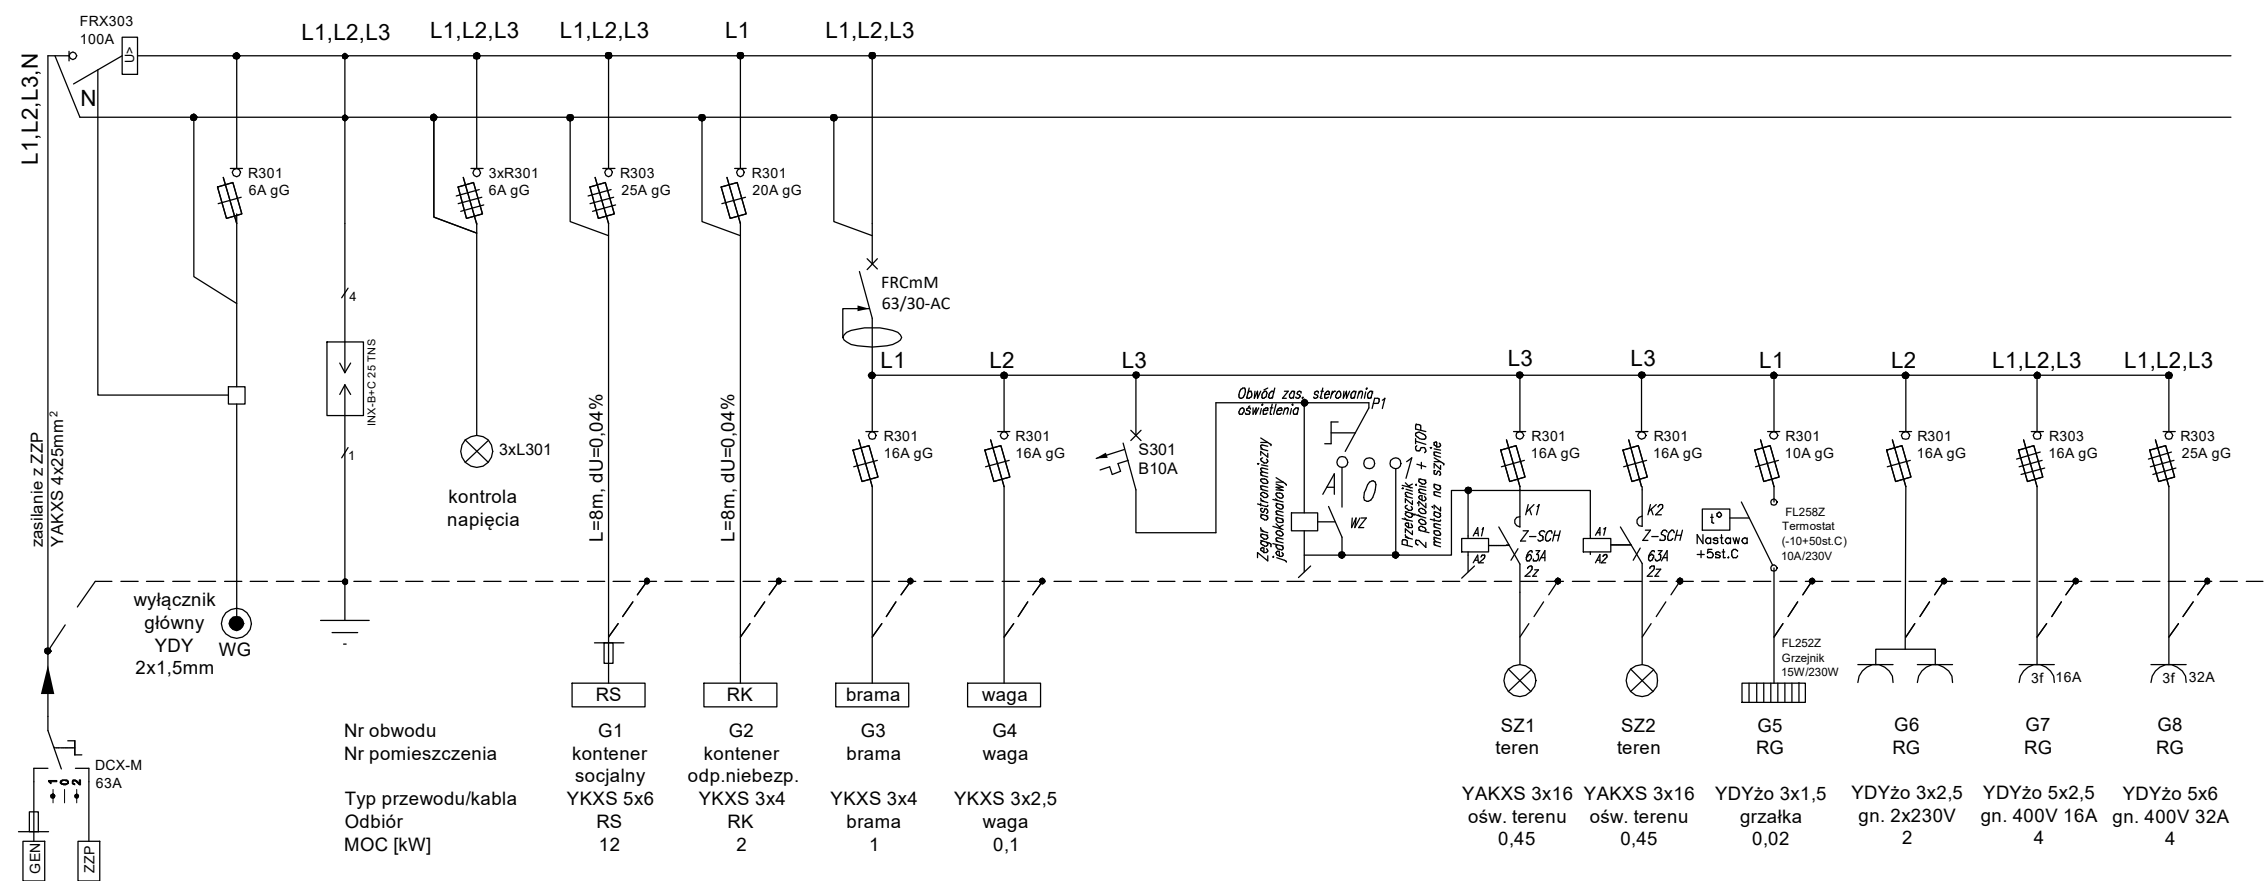 FRX303
100A
U>
L1,L2,L3,N
N
L1,L2,L3
L1,L2,L3
L1,L2,L3
L1
L1,L2,L3
R301
6A gG
3xR301
6A gG
R303
25A gG
R301
20A gG
FRCmM
63/30-AC
4
1
INX-B+C 25 TNS
3xL301
kontrola
napięcia
L=8m, dU=0,04%
L=8m, dU=0,04%
zasilanie z ZZP
YAKXS 4x25mm²
wyłącznik
główny
YDY
2x1,5mm
WG
L1
L2
L3
L3
L3
L1
L2
L1,L2,L3
L1,L2,L3
R301
16A gG
R301
16A gG
S301
B10A
Obwód zas. sterowania
oświetlenia
P1
Zegar astronomiczny
jednokanałowy
A
0
1
WZ
Przełącznik
2 położenia + STOP
montaż na szynie
R301
16A gG
R301
16A gG
R301
10A gG
R301
16A gG
R303
16A gG
R303
25A gG
K1
Z-SCH
63A
2z
A1
A2
K2
Z-SCH
63A
2z
A1
A2
t°
Nastawa
+5st.C
FL258Z
Termostat
(-10+50st.C)
10A/230V
FL252Z
Grzejnik
15W/230W
3f 16A
3f 32A
RS
RK
brama
waga
DCX-M
63A
1
0
2
GEN
ZZP
Nr obwodu G1 G2 G3 G4 SZ1 SZ2 G5 G6 G7 G8
Nr pomieszczenia kontener kontener brama waga teren teren RG RG RG RG
socjalny odp.niebezp.
Typ przewodu/kabla YKXS 5x6 YKXS 3x4 YKXS 3x4 YKXS 3x2,5 YAKXS 3x16 YAKXS 3x16 YDYżo 3x1,5 YDYżo 3x2,5 YDYżo 5x2,5 YDYżo 5x6
Odbiór RS RK brama waga ośw. terenu ośw. terenu grzałka gn. 2x230V gn. 400V 16A gn. 400V 32A
MOC [kW] 12 2 1 0,1 0,45 0,45 0,02 2 4 4